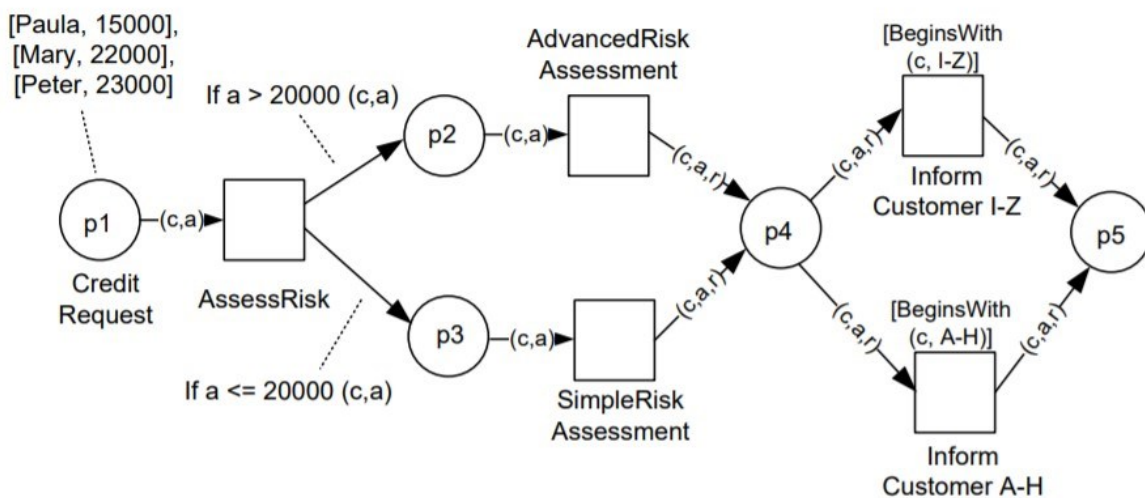 [Paula, 15000],
[Mary, 22000],
[Peter, 23000]
If a > 20000 (c,a)
p1
(c,a)
Credit
Request
AssessRisk
If a <= 20000 (c,a)
p2
(c,a)
AdvancedRisk
Assessment
(c,a,r)
p3
(c,a)
SimpleRisk
Assessment
(c,a,r)
p4
(c,a,r)
[BeginsWith
(c, I-Z)]
Inform
Customer I-Z
(c,a,r)
(c,a,r)
[BeginsWith
(c, A-H)]
Inform
Customer A-H
(c,a,r)
p5